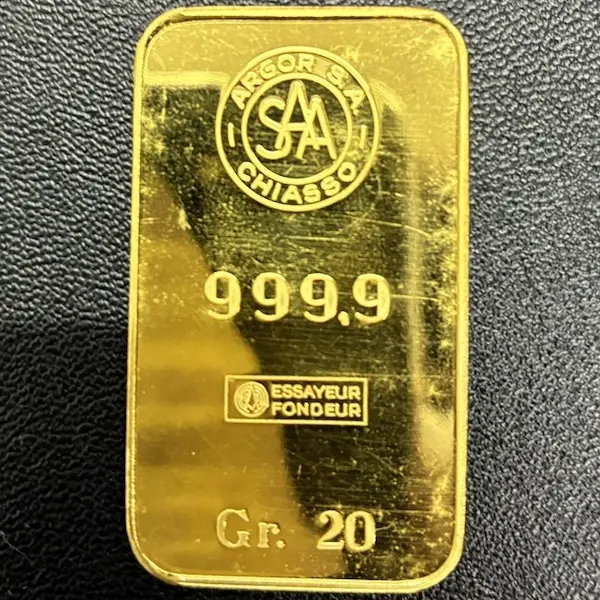 ARGOR S.A.
SAA
CHIASSO
999,9
ESSAYEUR
FONDEUR
Gr. 20